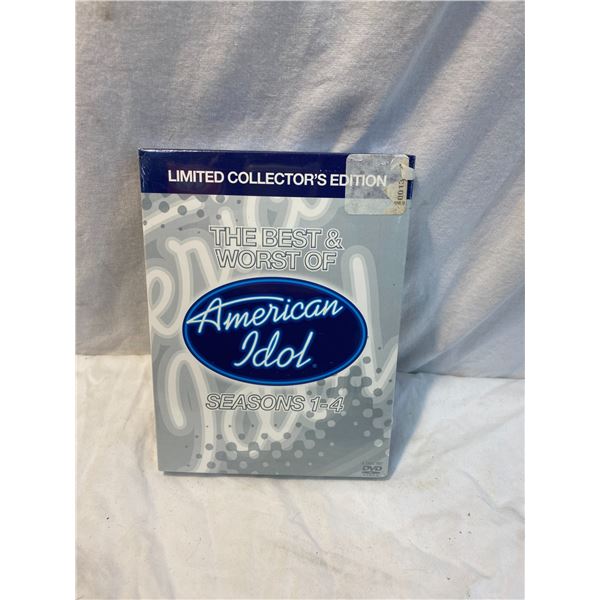 LIMITED COLLECTOR'S EDITION
THE BEST &
WORST OF
American
Idol
SEASONS 1-4
DVD